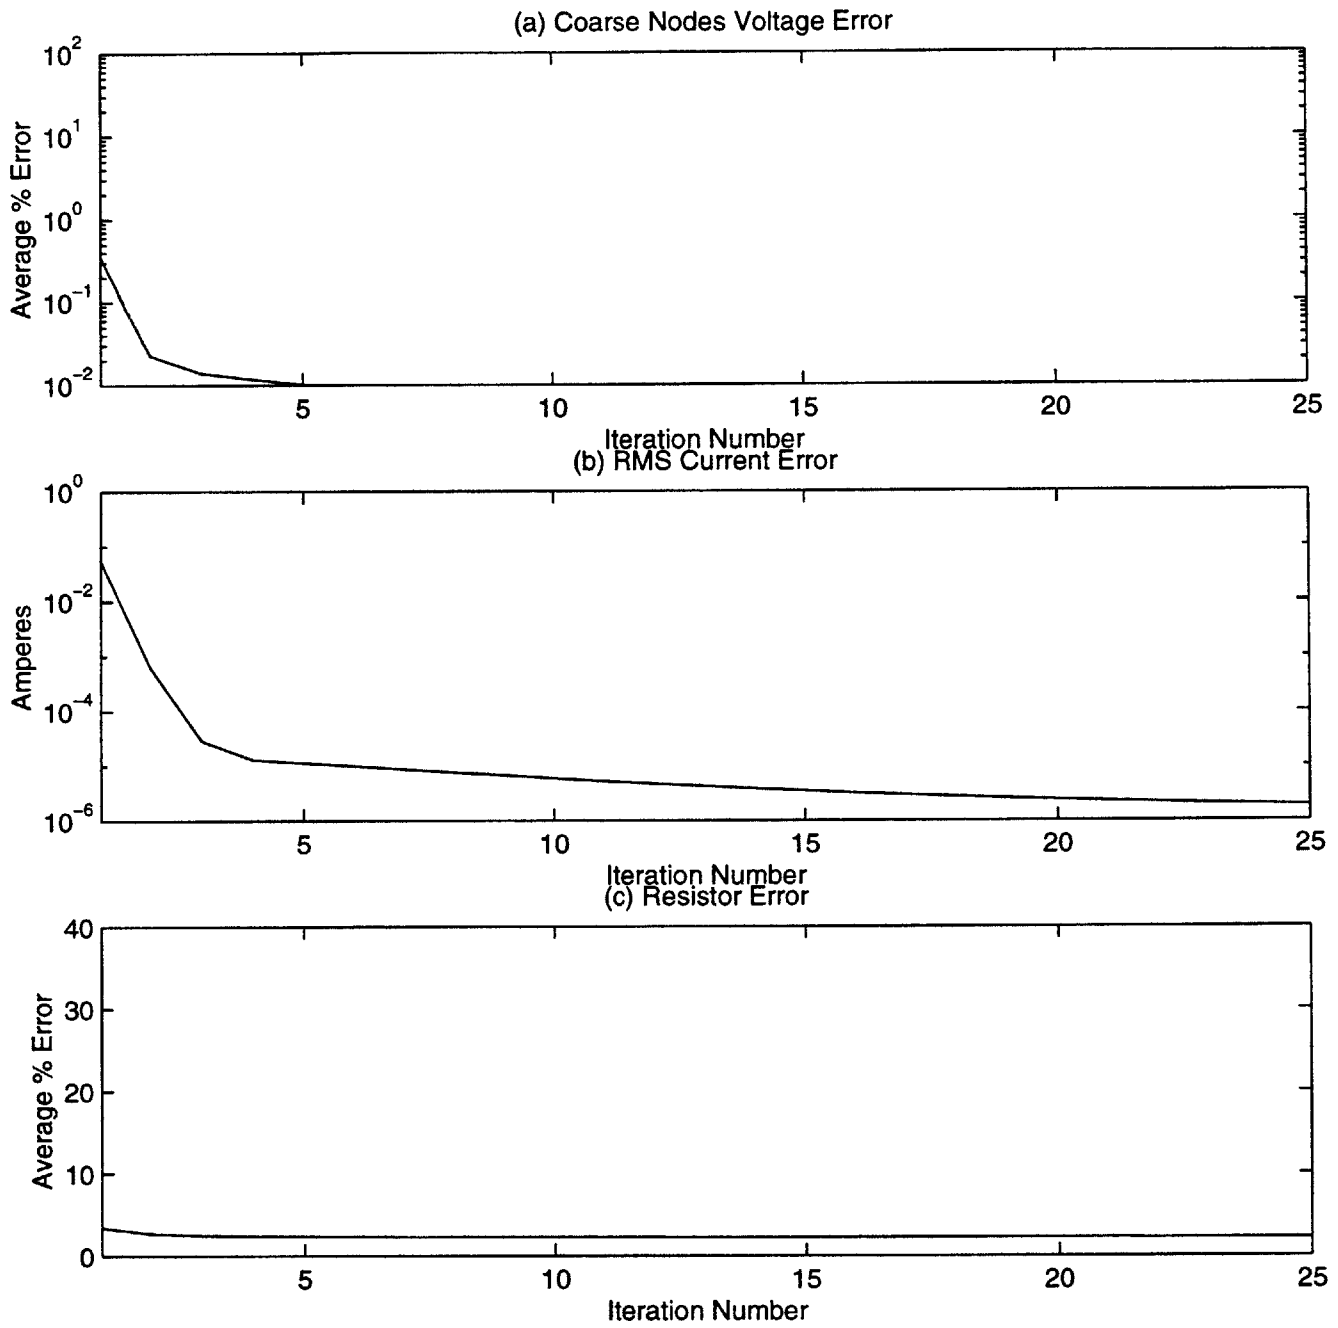 (a) Coarse Nodes Voltage Error
10^2
10^1
10^0
10^-1
10^-2
Average % Error
5 10 15 20 25
Iteration Number
(b) RMS Current Error
10^0
10^-2
10^-4
10^-6
Amperes
5 10 15 20 25
Iteration Number
(c) Resistor Error
40
30
20
10
0
Average % Error
5 10 15 20 25
Iteration Number